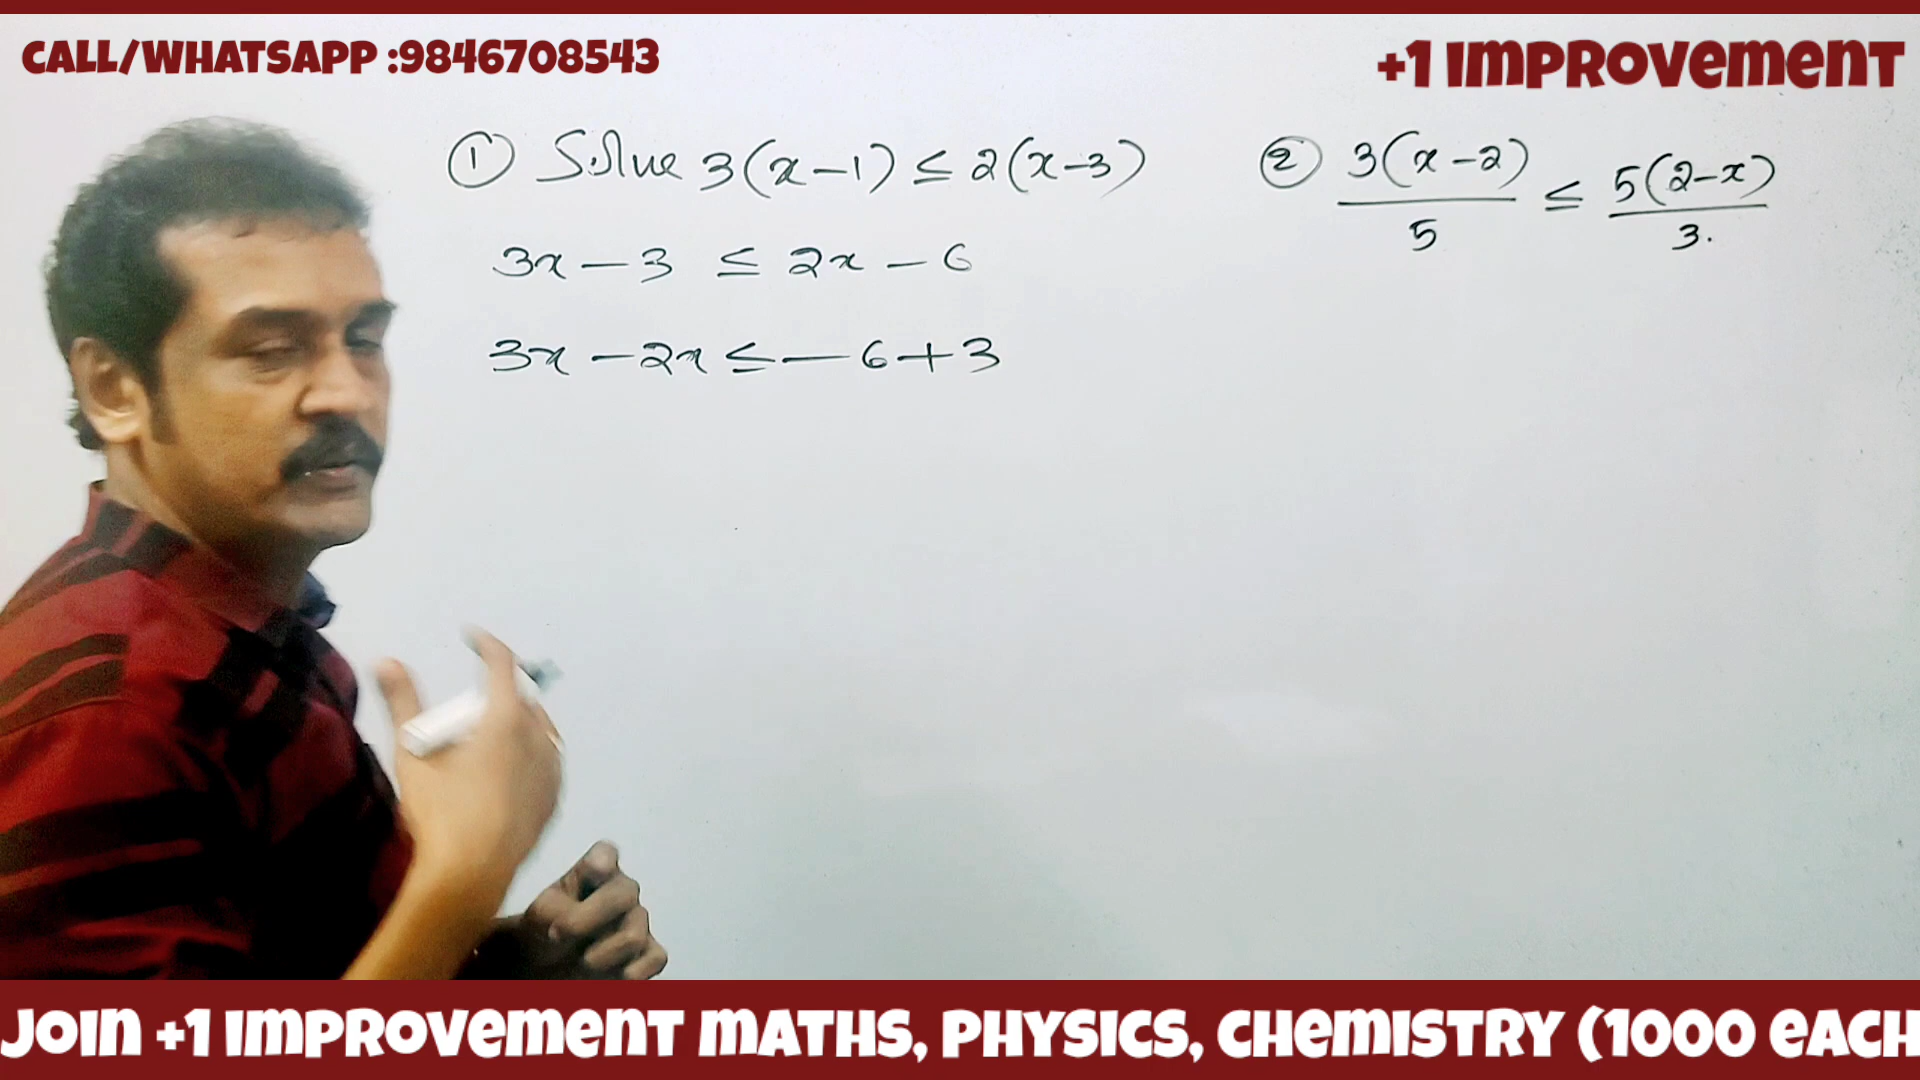 CALL/WHATSAPP :9846708543
+1 IMPROVEMENT
① Solve 3(x-1) ≤ 2(x-3)
3x - 3 ≤ 2x - 6
3x - 2x ≤ - 6 + 3
② 3(x-2)/5 ≤ 5(2-x)/3.
JOIN +1 IMPROVEMENT MATHS, PHYSICS, CHEMISTRY (1000 EACH